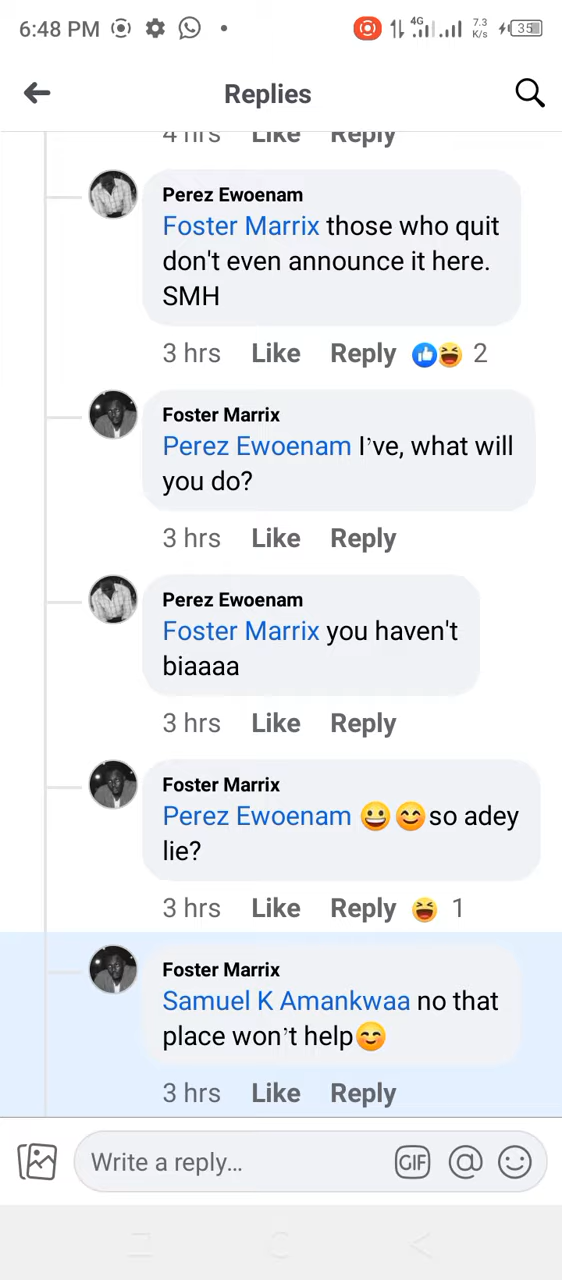 6:48 PM
4G
7.3
K/s
35
Replies
4 hrs Like Reply
Perez Ewoenam
Foster Marrix those who quit
don't even announce it here.
SMH
3 hrs Like Reply 2
Foster Marrix
Perez Ewoenam I've, what will
you do?
3 hrs Like Reply
Perez Ewoenam
Foster Marrix you haven't
biaaaa
3 hrs Like Reply
Foster Marrix
Perez Ewoenam 😀😊so adey
lie?
3 hrs Like Reply 1
Foster Marrix
Samuel K Amankwaa no that
place won't help😊
3 hrs Like Reply
Write a reply...
GIF